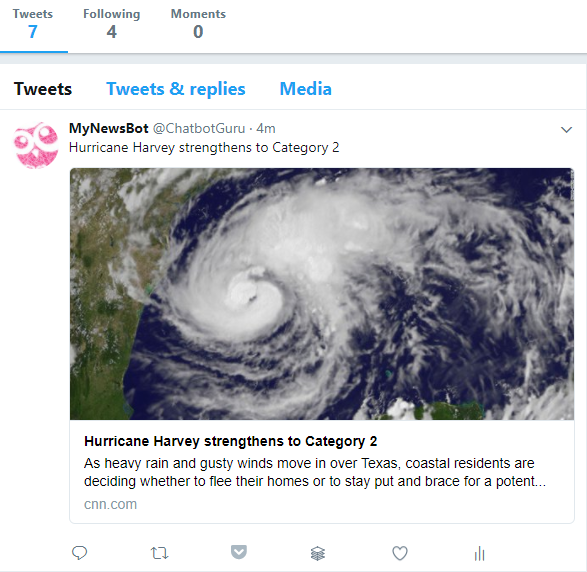 Tweets Following Moments
7 4 0
Tweets Tweets & replies Media
MyNewsBot @ChatbotGuru · 4m
Hurricane Harvey strengthens to Category 2
Hurricane Harvey strengthens to Category 2
As heavy rain and gusty winds move in over Texas, coastal residents are
deciding whether to flee their homes or to stay put and brace for a potent...
cnn.com